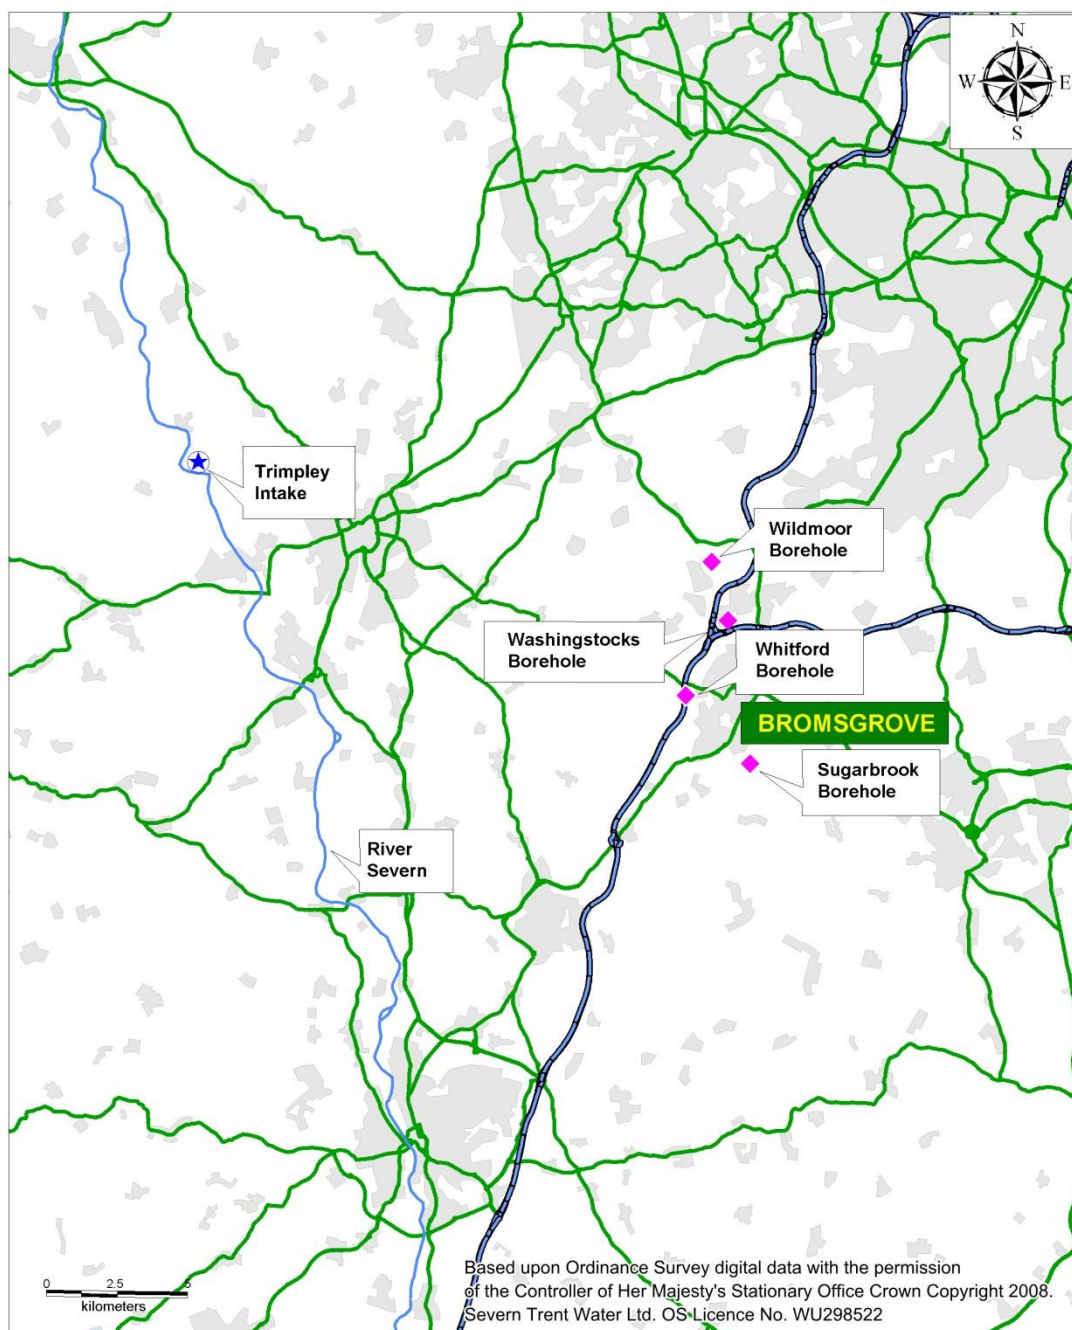 N
W
E
S
Trimpley
Intake
Wildmoor
Borehole
Washingstocks
Borehole
Whitford
Borehole
BROMSGROVE
Sugarbrook
Borehole
River
Severn
0 2.5 5
kilometers
Based upon Ordinance Survey digital data with the permission
of the Controller of Her Majesty's Stationary Office Crown Copyright 2008.
Severn Trent Water Ltd. OS Licence No. WU298522